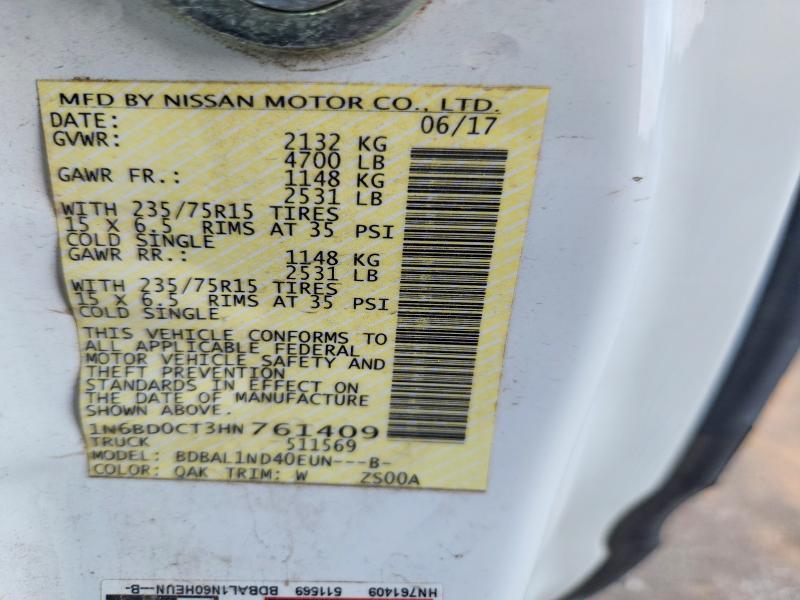 MFD BY NISSAN MOTOR CO., LTD.
DATE: 06/17
GVWR: 2132 KG
4700 LB
GAWR FR.: 1148 KG
2531 LB
WITH 235/75R15 TIRES
15 X 6.5 RIMS AT 35 PSI
COLD SINGLE
GAWR RR.: 1148 KG
2531 LB
WITH 235/75R15 TIRES
15 X 6.5 RIMS AT 35 PSI
COLD SINGLE
THIS VEHICLE CONFORMS TO
ALL APPLICABLE FEDERAL
MOTOR VEHICLE SAFETY AND
THEFT PREVENTION
STANDARDS IN EFFECT ON
THE DATE OF MANUFACTURE
SHOWN ABOVE.
1N6BD0CT3HN761409
TRUCK 511569
MODEL: BDBAL1ND40EUN---B-
COLOR: QAK TRIM: W ZS00A
HN761409 511569 BDBAL1N60HEUN--B-